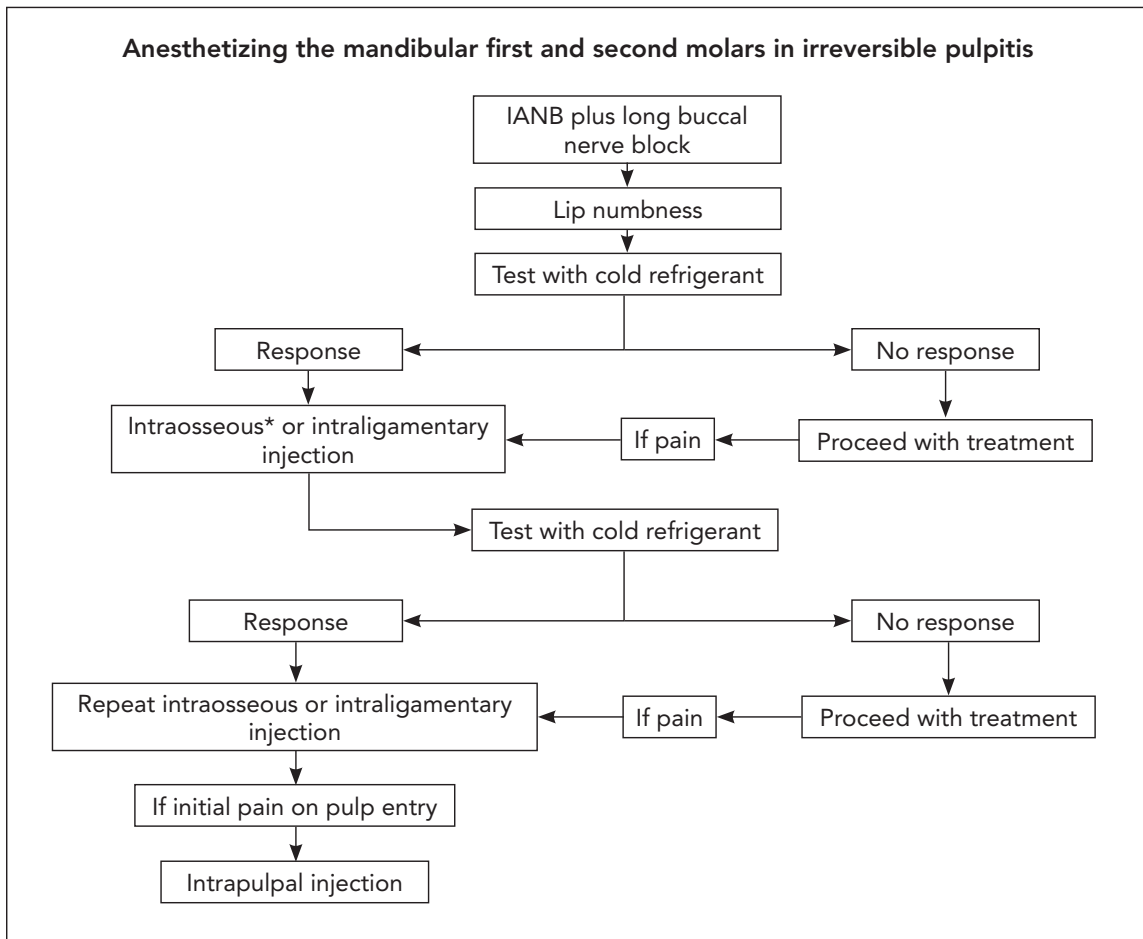 Anesthetizing the mandibular first and second molars in irreversible pulpitis
IANB plus long buccal
nerve block
Lip numbness
Test with cold refrigerant
Response
No response
Intraosseous* or intraligamentary
injection
If pain
Proceed with treatment
Test with cold refrigerant
Response
No response
Repeat intraosseous or intraligamentary
injection
If pain
Proceed with treatment
If initial pain on pulp entry
Intrapulpal injection